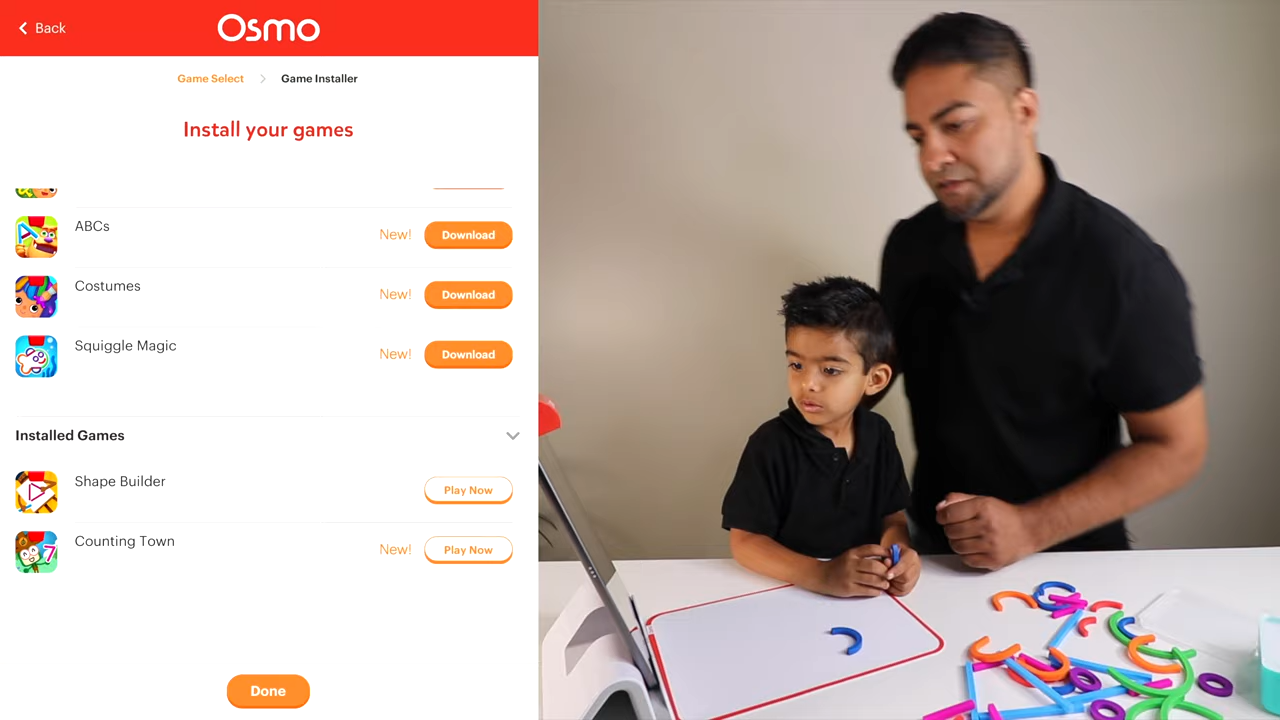 Back
Osmo
Game Select > Game Installer
Install your games
ABCs
New! Download
Costumes
New! Download
Squiggle Magic
New! Download
Installed Games
Shape Builder
Play Now
Counting Town
New! Play Now
Done